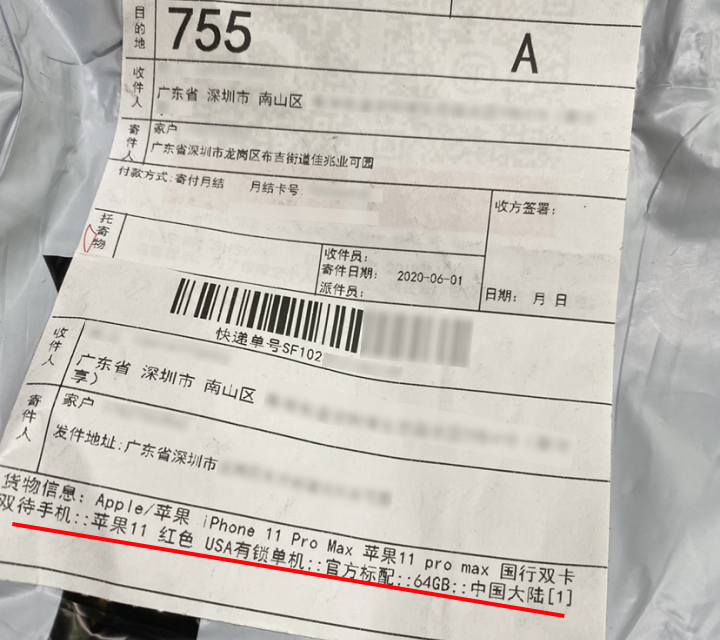 目的地
755
A
收件人
广东省 深圳市 南山区
寄件人
家户
广东省深圳市龙岗区布吉街道佳兆业可园
付款方式:寄付月结 月结卡号
收方签署:
托寄物
收件员:
寄件日期: 2020-06-01
派件员:
日期: 月 日
快递单号SF102
收件人
广东省 深圳市 南山区
享)
寄件人
家户
发件地址:广东省深圳市
货物信息: Apple/苹果 iPhone 11 Pro Max 苹果11 pro max 国行双卡
双待手机::苹果11 红色 USA有锁单机::官方标配::64GB::中国大陆[1]